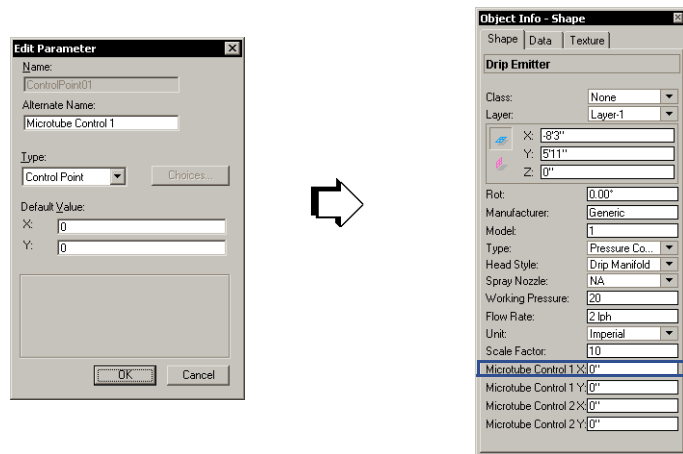 Edit Parameter
Name:
ControlPoint01
Alternate Name:
Microtube Control 1
Type:
Control Point
Choices...
Default Value:
X: 0
Y: 0
OK Cancel
Object Info - Shape
Shape Data Texture
Drip Emitter
Class: None
Layer: Layer-1
X: -8'3"
Y: 5'11"
Z: 0"
Rot: 0.00°
Manufacturer: Generic
Model: 1
Type: Pressure Co...
Head Style: Drip Manifold
Spray Nozzle: NA
Working Pressure: 20
Flow Rate: 2 lph
Unit: Imperial
Scale Factor: 10
Microtube Control 1 X: 0"
Microtube Control 1 Y: 0"
Microtube Control 2 X: 0"
Microtube Control 2 Y: 0"